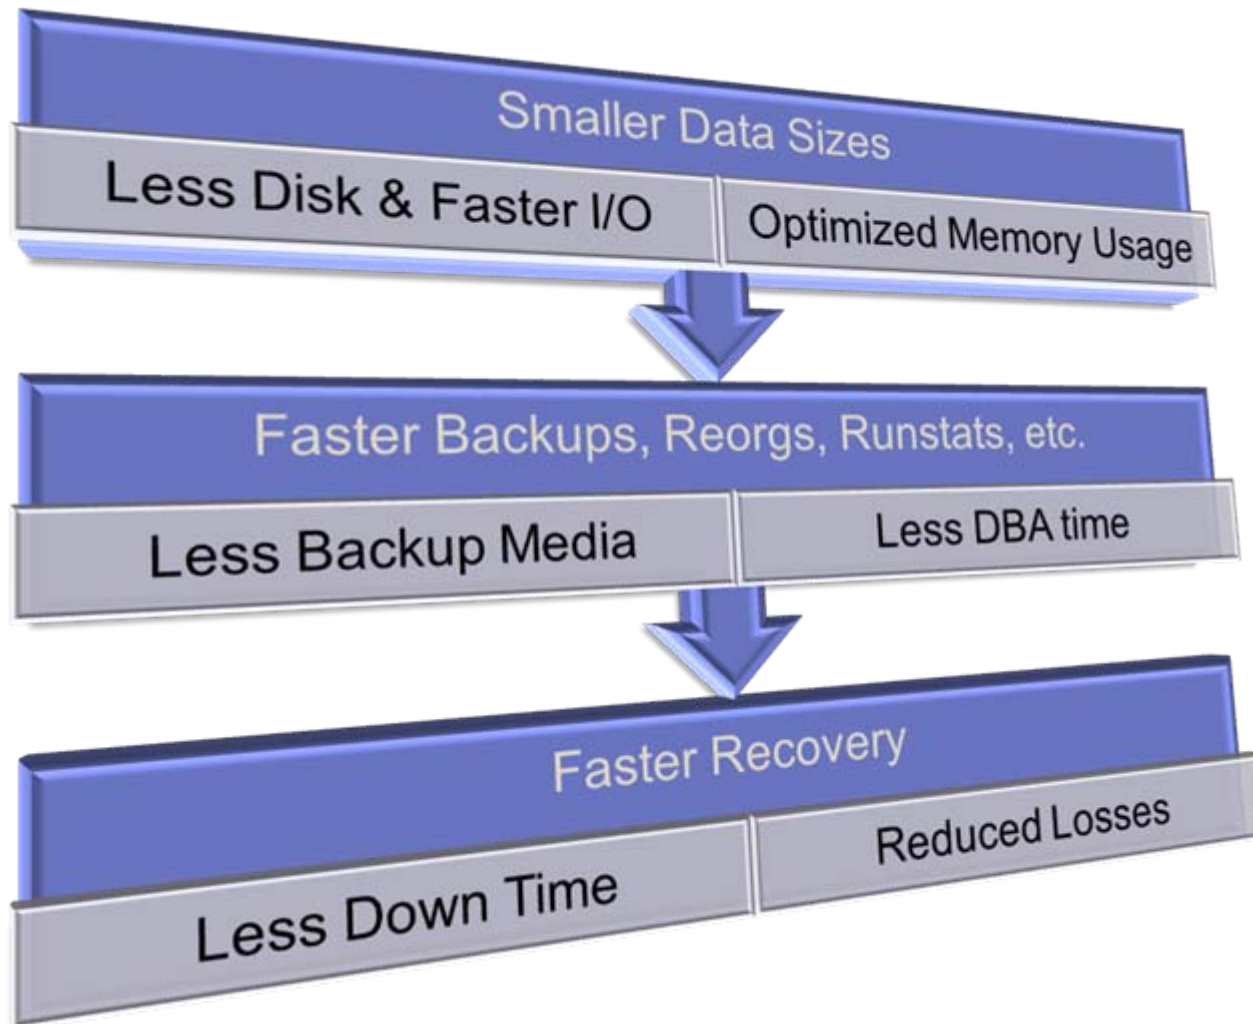 Smaller Data Sizes
Less Disk & Faster I/O
Optimized Memory Usage
Faster Backups, Reorgs, Runstats, etc.
Less Backup Media
Less DBA time
Faster Recovery
Less Down Time
Reduced Losses